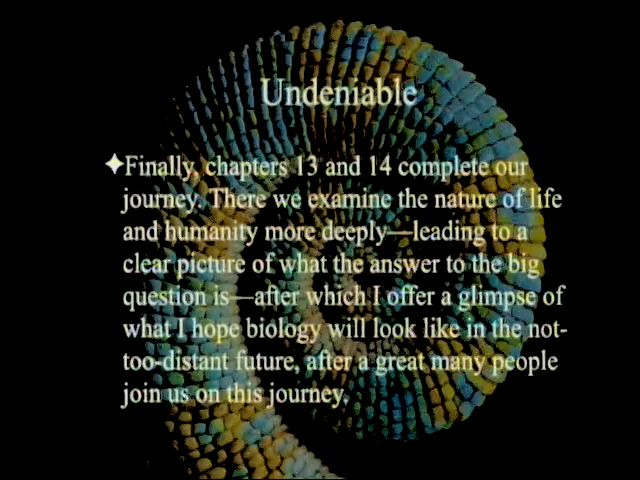 Undeniable
✦Finally, chapters 13 and 14 complete our
journey. There we examine the nature of life
and humanity more deeply—leading to a
clear picture of what the answer to the big
question is—after which I offer a glimpse of
what I hope biology will look like in the not-
too-distant future, after a great many people
join us on this journey.